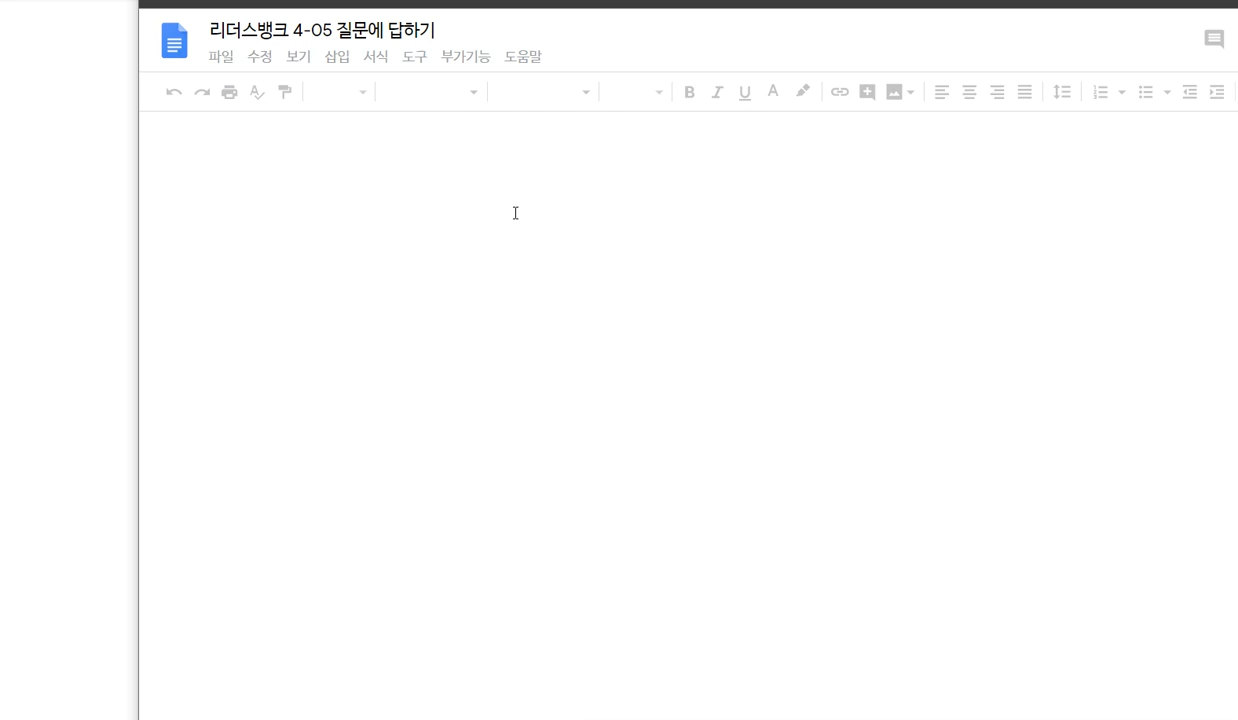 리더스뱅크 4-05 질문에 답하기
파일 수정 보기 삽입 서식 도구 부가기능 도움말